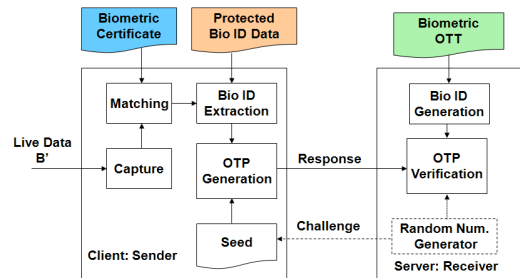 Biometric
Certificate
Protected
Bio ID Data
Biometric
OTT
Matching
Bio ID
Extraction
Bio ID
Generation
Live Data
B’
Capture
OTP
Generation
Response
OTP
Verification
Challenge
Seed
Random Num.
Generator
Client: Sender
Server: Receiver